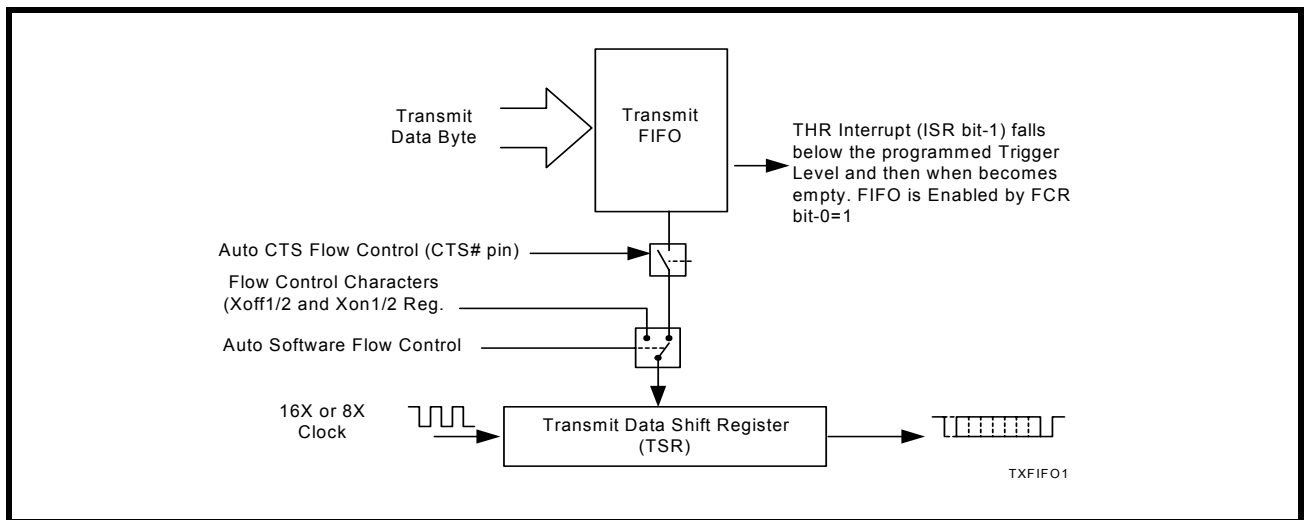 Transmit
Data Byte
Transmit
FIFO
THR Interrupt (ISR bit-1) falls
below the programmed Trigger
Level and then when becomes
empty. FIFO is Enabled by FCR
bit-0=1
Auto CTS Flow Control (CTS# pin)
Flow Control Characters
(Xoff1/2 and Xon1/2 Reg.
Auto Software Flow Control
16X or 8X
Clock
Transmit Data Shift Register
(TSR)
TXFIFO1